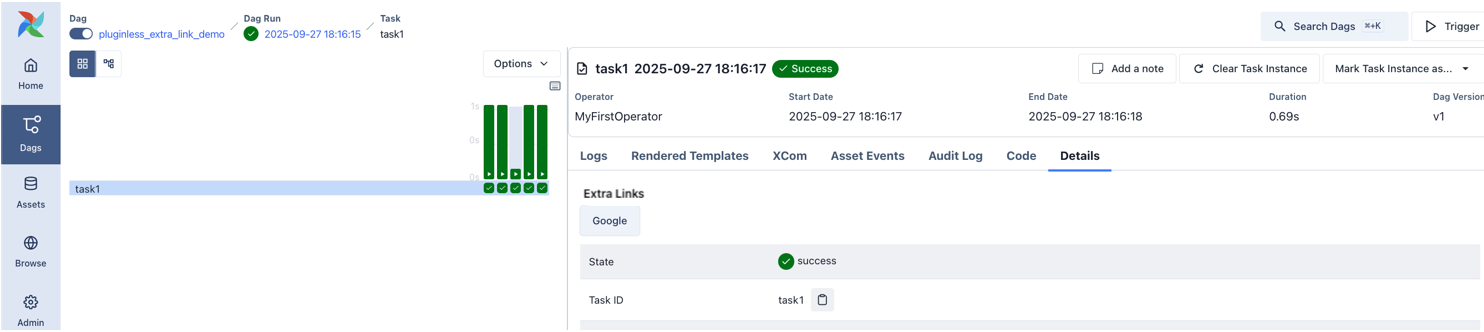 Dag
pluginless_extra_link_demo
Dag Run
2025-09-27 18:16:15
Task
task1
Search Dags ⌘+K
Trigger
Home
Dags
Assets
Browse
Admin
Options
1s
0s
0s
task1
task1 2025-09-27 18:16:17 Success
Add a note
Clear Task Instance
Mark Task Instance as...
Operator
MyFirstOperator
Start Date
2025-09-27 18:16:17
End Date
2025-09-27 18:16:18
Duration
0.69s
Dag Version
v1
Logs Rendered Templates XCom Asset Events Audit Log Code Details
Extra Links
Google
State success
Task ID task1